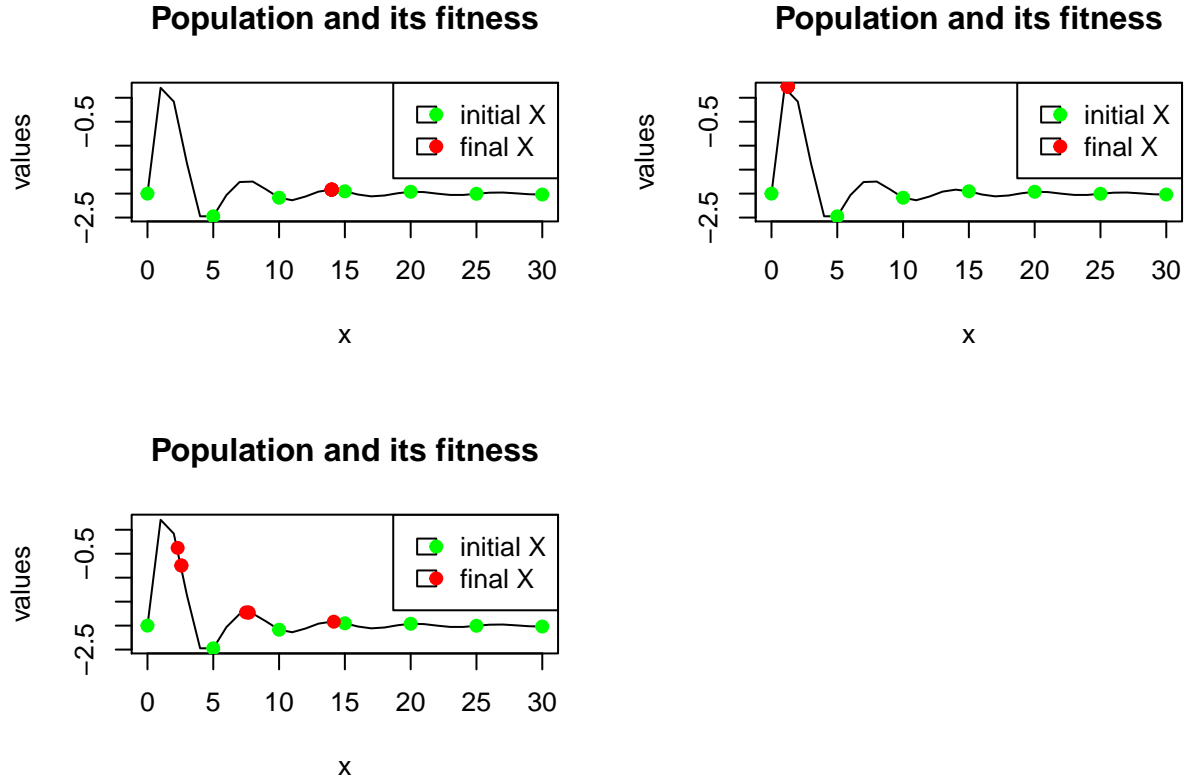 Population and its fitness
values
−0.5
−2.5
initial X
final X
0 5 10 15 20 25 30
x
Population and its fitness
values
−0.5
−2.5
initial X
final X
0 5 10 15 20 25 30
x
Population and its fitness
values
−0.5
−2.5
initial X
final X
0 5 10 15 20 25 30
x